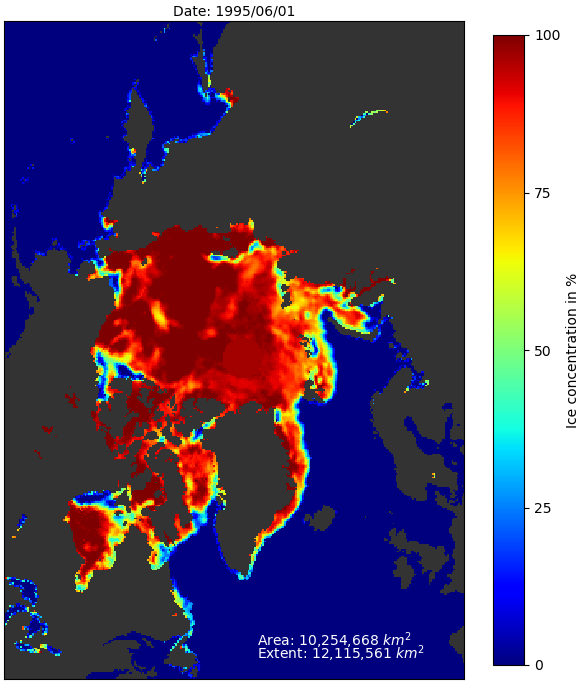 Date: 1995/06/01
100
75
50
25
0
Ice concentration in %
Area: 10,254,668 km²
Extent: 12,115,561 km²